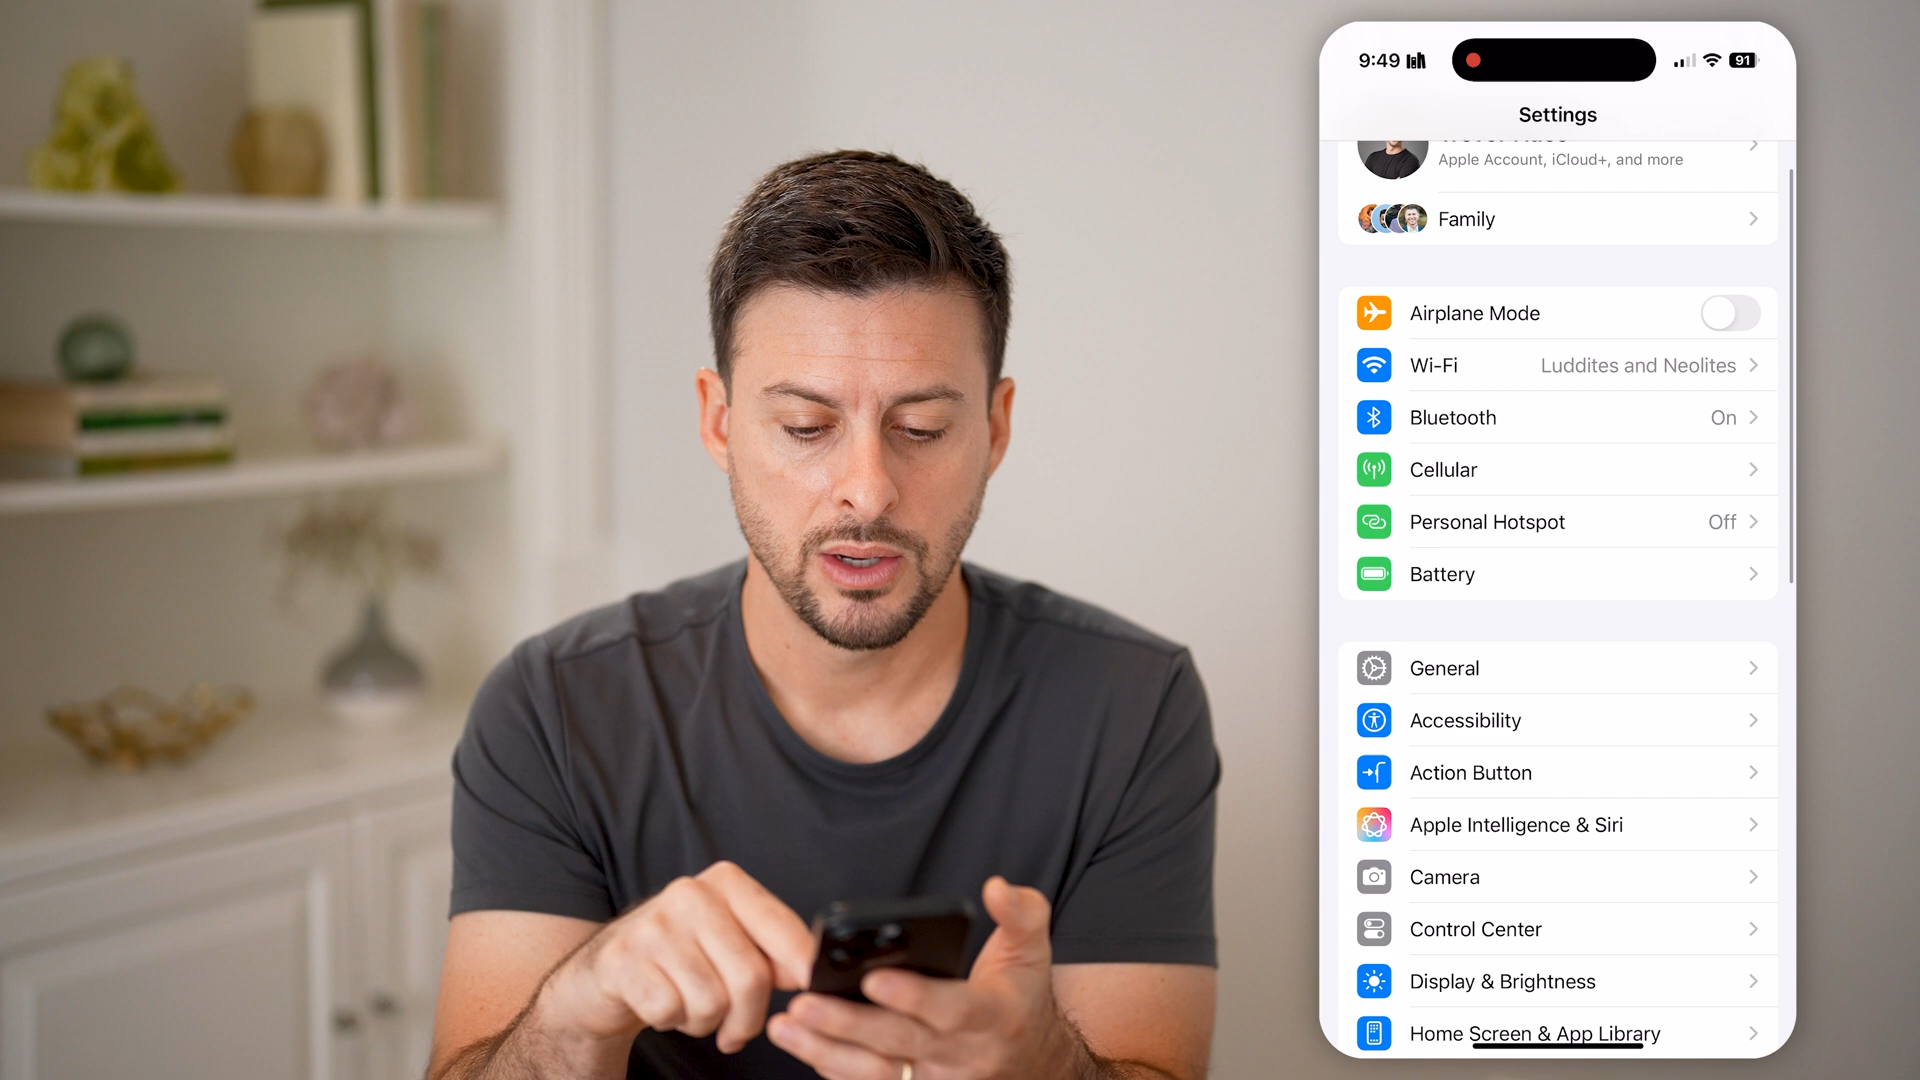 9:49
91
Settings
Apple Account, iCloud+, and more
Family
Airplane Mode
Wi-Fi Luddites and Neolites
Bluetooth On
Cellular
Personal Hotspot Off
Battery
General
Accessibility
Action Button
Apple Intelligence & Siri
Camera
Control Center
Display & Brightness
Home Screen & App Library